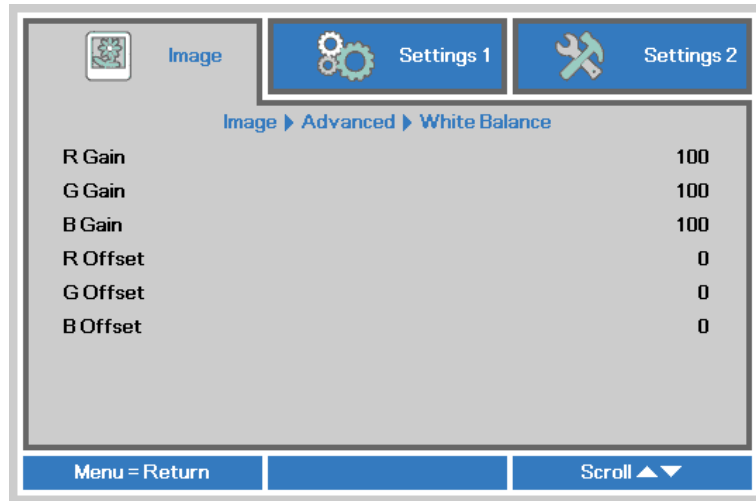 Image Settings 1 Settings 2
Image ▶ Advanced ▶ White Balance
R Gain 100
G Gain 100
B Gain 100
R Offset 0
G Offset 0
B Offset 0
Menu = Return Scroll ▲▼